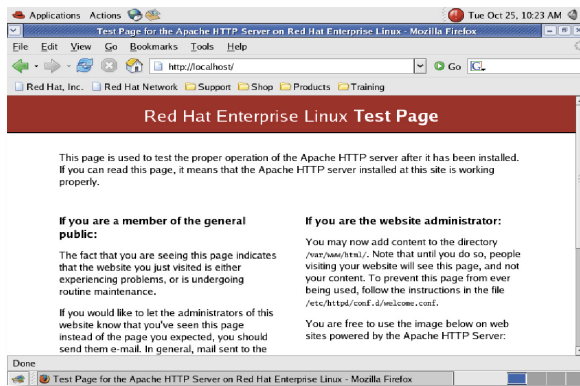 Applications Actions Tue Oct 25, 10:23 AM
Test Page for the Apache HTTP Server on Red Hat Enterprise Linux - Mozilla Firefox
File Edit View Go Bookmarks Tools Help
http://localhost/ Go G
Red Hat, Inc. Red Hat Network Support Shop Products Training
Red Hat Enterprise Linux Test Page
This page is used to test the proper operation of the Apache HTTP server after it has been installed.
If you can read this page, it means that the Apache HTTP server installed at this site is working
properly.
If you are a member of the general
public:
The fact that you are seeing this page indicates
that the website you just visited is either
experiencing problems, or is undergoing
routine maintenance.
If you would like to let the administrators of this
website know that you've seen this page
instead of the page you expected, you should
send them e-mail. In general, mail sent to the
If you are the website administrator:
You may now add content to the directory
/var/www/html/. Note that until you do so, people
visiting your website will see this page, and not
your content. To prevent this page from ever
being used, follow the instructions in the file
/etc/httpd/conf.d/welcome.conf.
You are free to use the image below on web
sites powered by the Apache HTTP Server:
Done
Test Page for the Apache HTTP Server on Red Hat Enterprise Linux - Mozilla Firefox